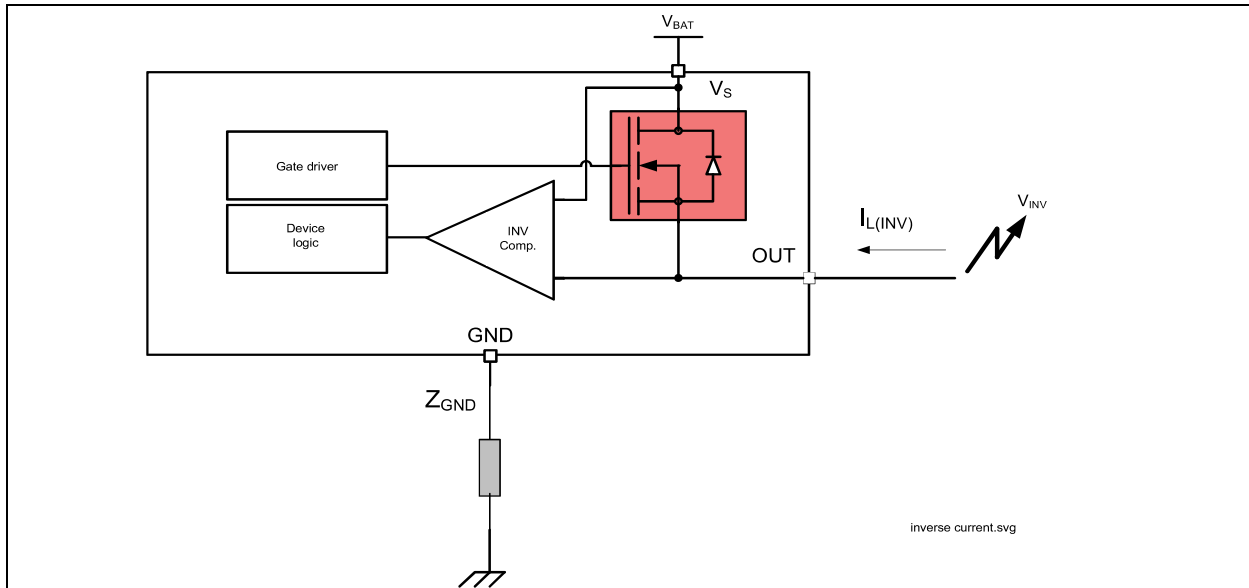 VBAT
VS
Gate driver
Device
logic
INV
Comp.
IL(INV)
VINV
OUT
GND
ZGND
inverse current.svg